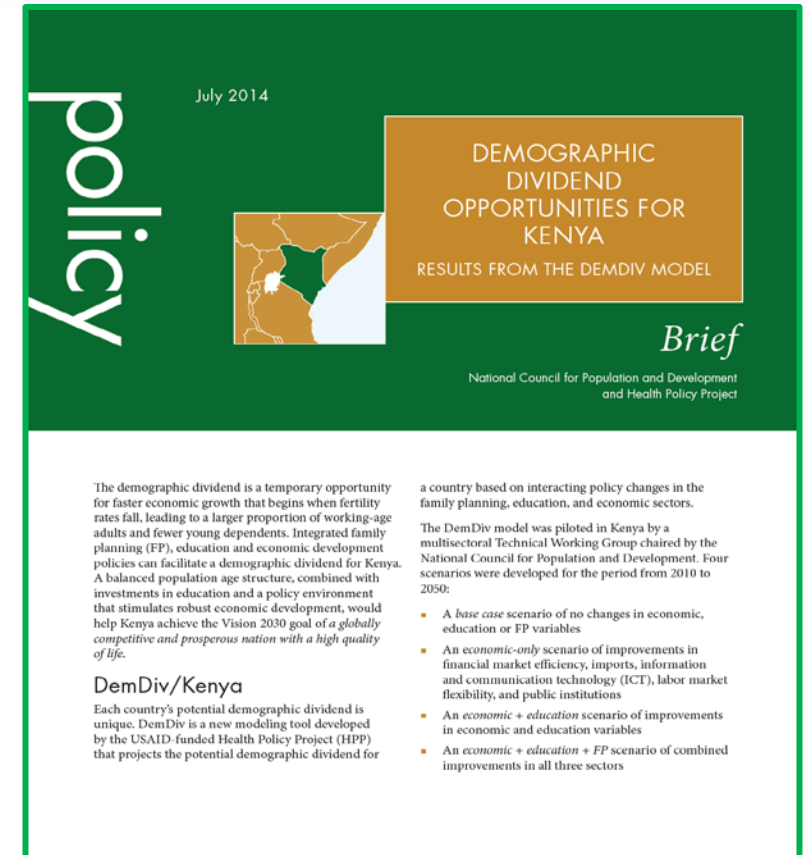 policy
July 2014
DEMOGRAPHIC
DIVIDEND
OPPORTUNITIES FOR
KENYA
RESULTS FROM THE DEMDIV MODEL
Brief
National Council for Population and Development
and Health Policy Project
The demographic dividend is a temporary opportunity
for faster economic growth that begins when fertility
rates fall, leading to a larger proportion of working-age
adults and fewer young dependents. Integrated family
planning (FP), education and economic development
policies can facilitate a demographic dividend for Kenya.
A balanced population age structure, combined with
investments in education and a policy environment
that stimulates robust economic development, would
help Kenya achieve the Vision 2030 goal of a globally
competitive and prosperous nation with a high quality
of life.
DemDiv/Kenya
Each country's potential demographic dividend is
unique. DemDiv is a new modeling tool developed
by the USAID-funded Health Policy Project (HPP)
that projects the potential demographic dividend for
a country based on interacting policy changes in the
family planning, education, and economic sectors.
The DemDiv model was piloted in Kenya by a
multisectoral Technical Working Group chaired by the
National Council for Population and Development. Four
scenarios were developed for the period from 2010 to
2050:
▪ A base case scenario of no changes in economic,
education or FP variables
▪ An economic-only scenario of improvements in
financial market efficiency, imports, information
and communication technology (ICT), labor market
flexibility, and public institutions
▪ An economic + education scenario of improvements
in economic and education variables
▪ An economic + education + FP scenario of combined
improvements in all three sectors